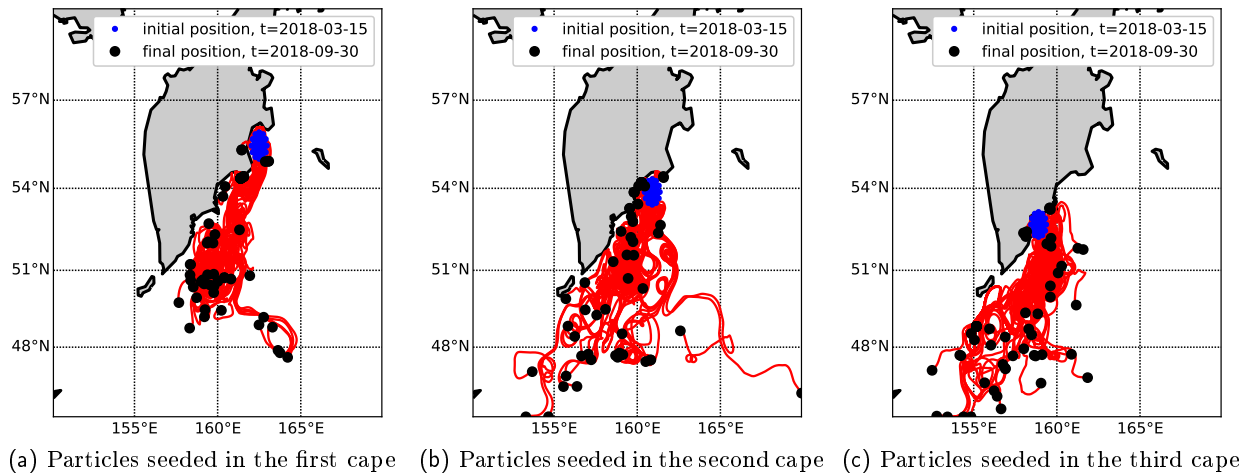 initial position, t=2018-03-15
final position, t=2018-09-30
57°N
54°N
51°N
48°N
155°E 160°E 165°E
(a) Particles seeded in the first cape
initial position, t=2018-03-15
final position, t=2018-09-30
57°N
54°N
51°N
48°N
155°E 160°E 165°E
(b) Particles seeded in the second cape
initial position, t=2018-03-15
final position, t=2018-09-30
57°N
54°N
51°N
48°N
155°E 160°E 165°E
(c) Particles seeded in the third cape